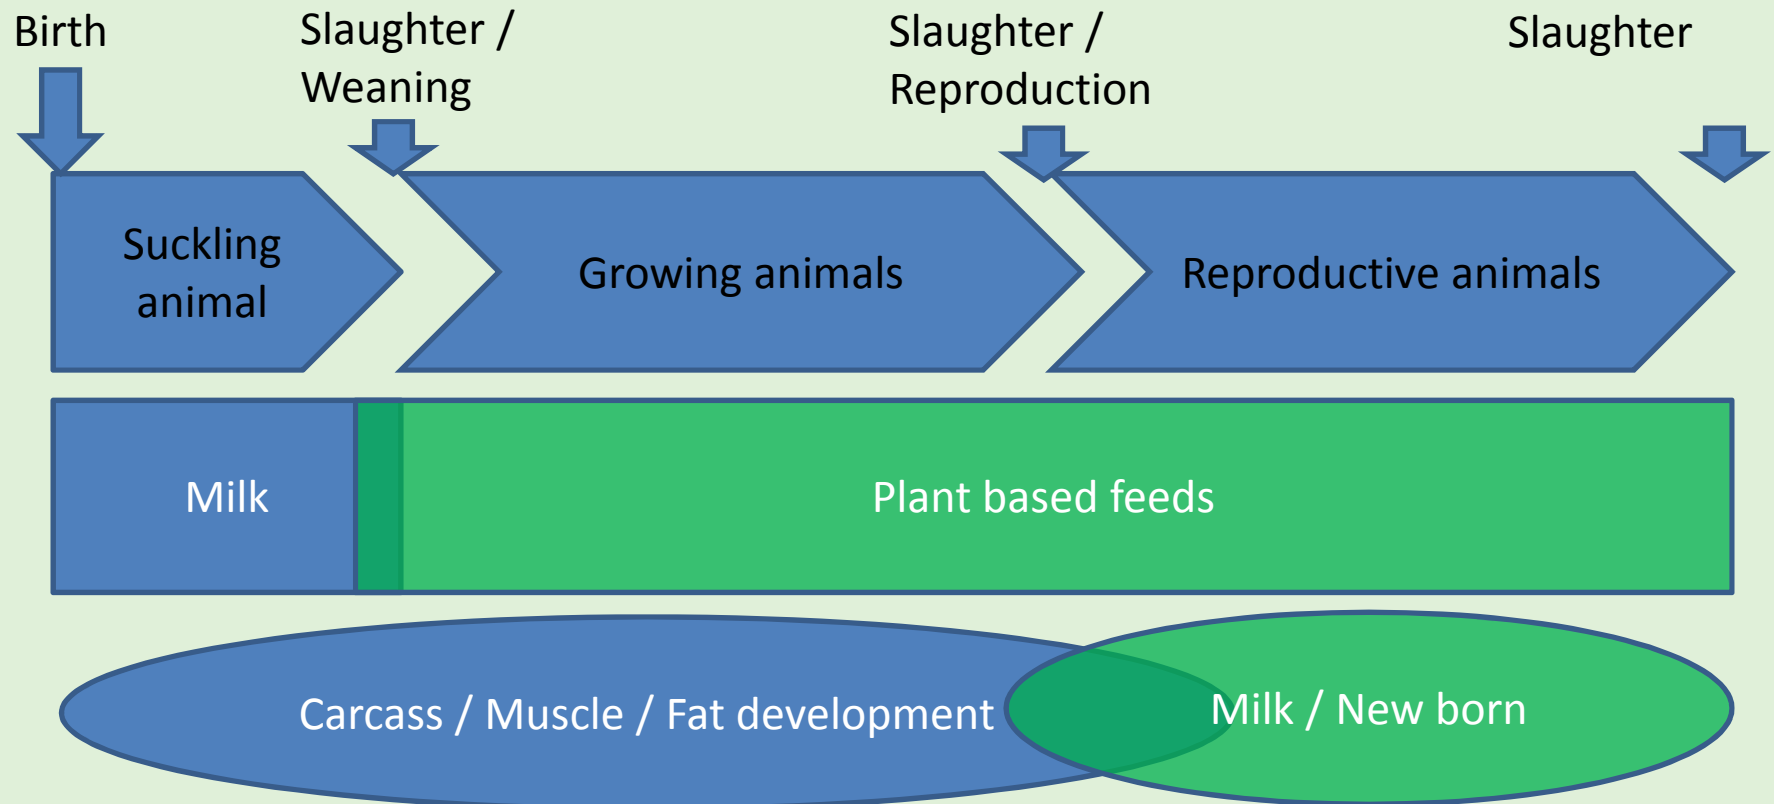 Birth
Slaughter /
Weaning
Slaughter /
Reproduction
Slaughter
Suckling
animal
Growing animals
Reproductive animals
Milk
Plant based feeds
Carcass / Muscle / Fat development
Milk / New born